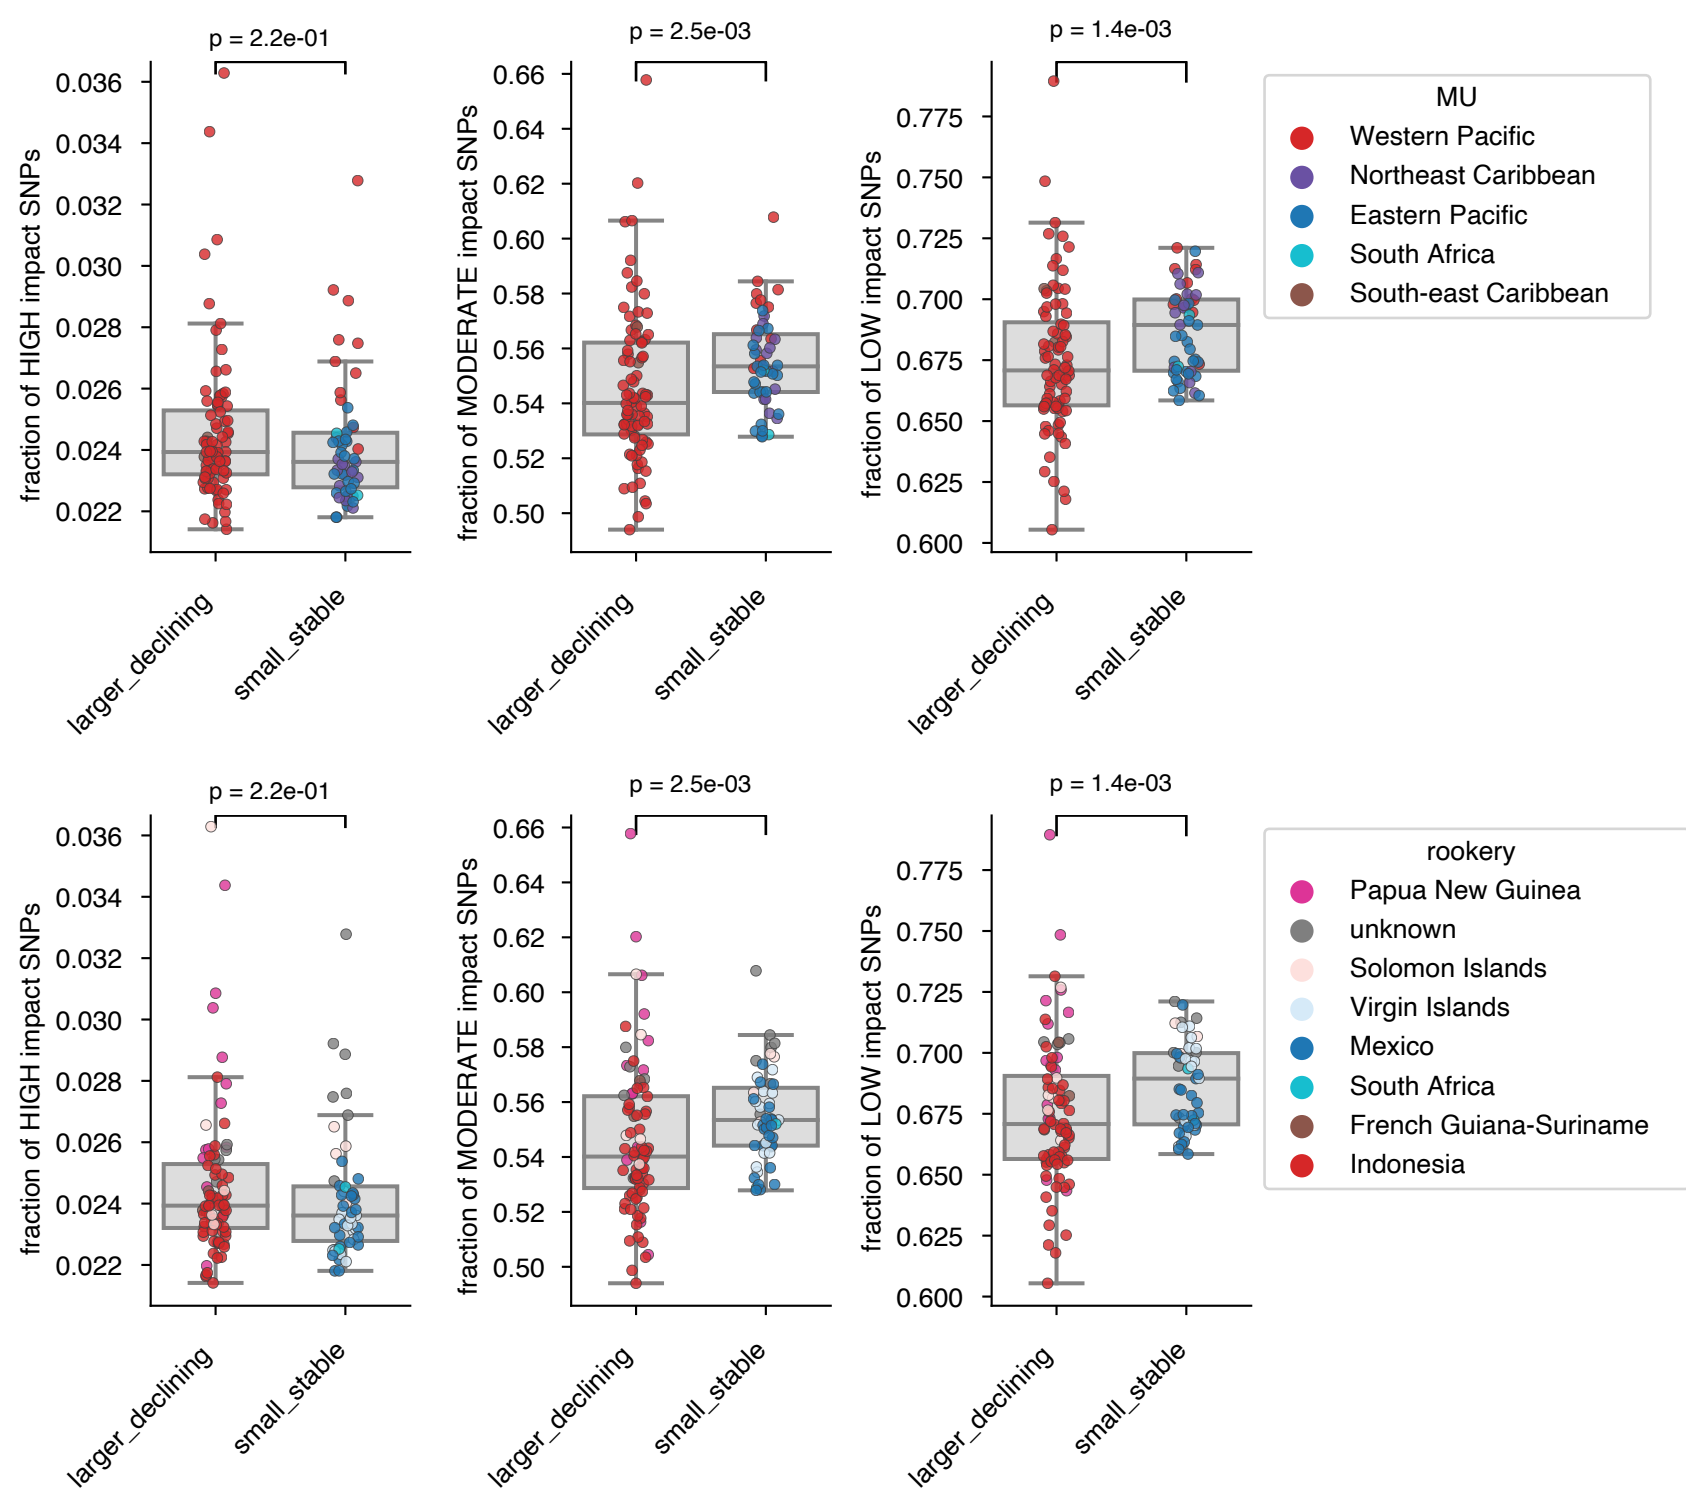 p = 2.2e-01
p = 2.5e-03
p = 1.4e-03
fraction of HIGH impact SNPs
0.036
0.034
0.032
0.030
0.028
0.026
0.024
0.022
larger_declining
small_stable
fraction of MODERATE impact SNPs
0.66
0.64
0.62
0.60
0.58
0.56
0.54
0.52
0.50
larger_declining
small_stable
fraction of LOW impact SNPs
0.775
0.750
0.725
0.700
0.675
0.650
0.625
0.600
larger_declining
small_stable
MU
Western Pacific
Northeast Caribbean
Eastern Pacific
South Africa
South-east Caribbean
p = 2.2e-01
p = 2.5e-03
p = 1.4e-03
fraction of HIGH impact SNPs
0.036
0.034
0.032
0.030
0.028
0.026
0.024
0.022
larger_declining
small_stable
fraction of MODERATE impact SNPs
0.66
0.64
0.62
0.60
0.58
0.56
0.54
0.52
0.50
larger_declining
small_stable
fraction of LOW impact SNPs
0.775
0.750
0.725
0.700
0.675
0.650
0.625
0.600
larger_declining
small_stable
rookery
Papua New Guinea
unknown
Solomon Islands
Virgin Islands
Mexico
South Africa
French Guiana-Suriname
Indonesia